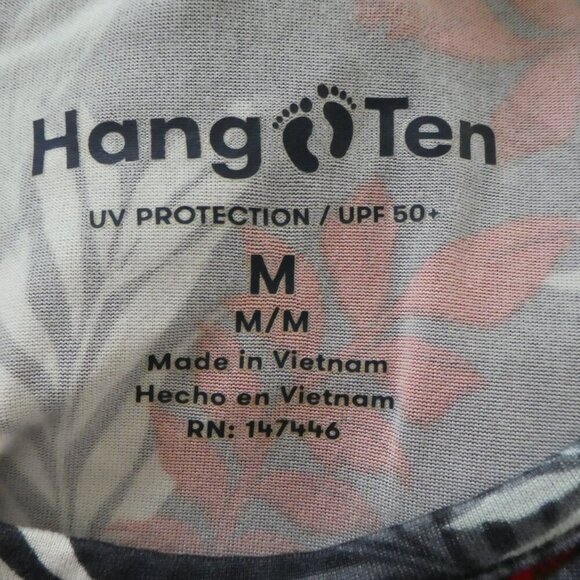 Hang Ten
UV PROTECTION / UPF 50+
M
M/M
Made in Vietnam
Hecho en Vietnam
RN: 147446